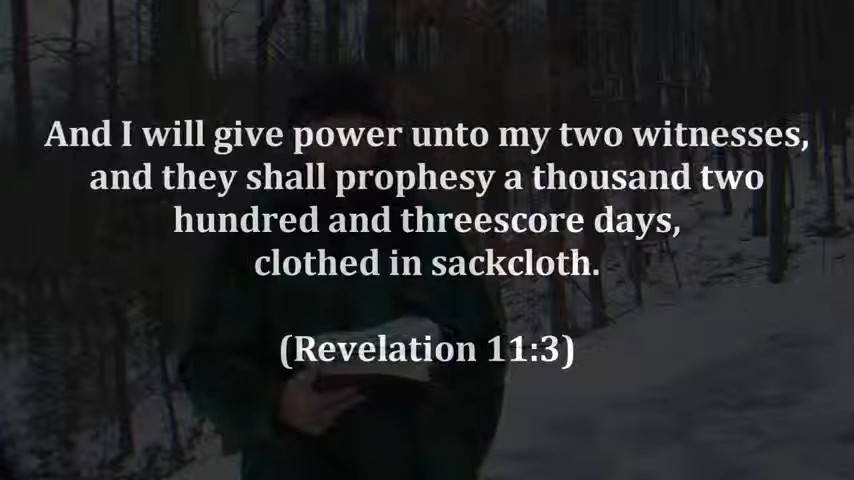 And I will give power unto my two witnesses,
and they shall prophesy a thousand two
hundred and threescore days,
clothed in sackcloth.
(Revelation 11:3)